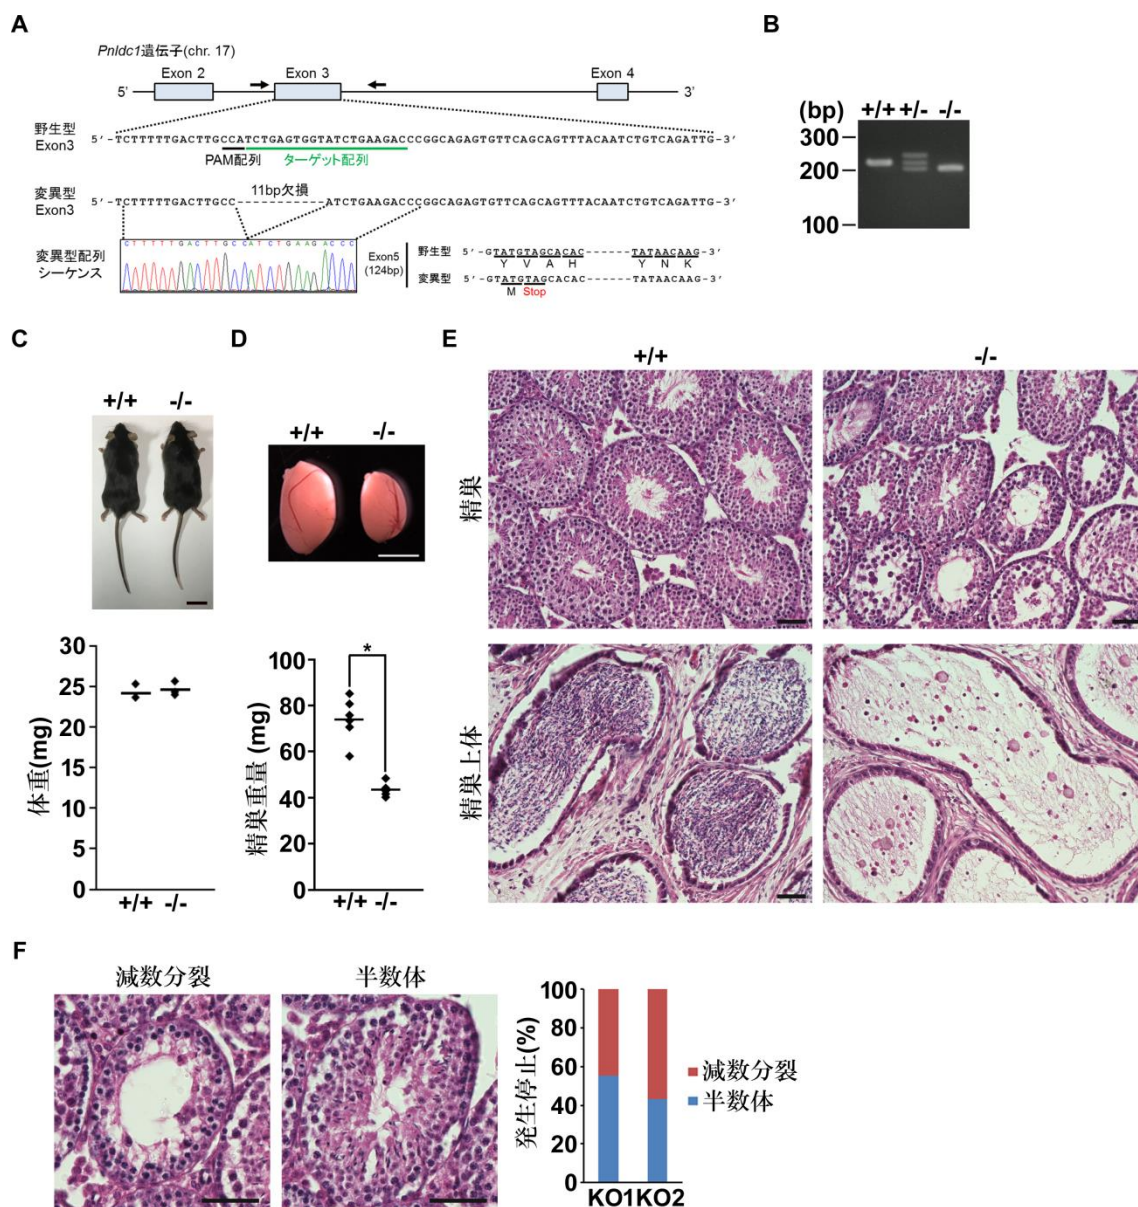 A
Pnldc1遺伝子(chr. 17)
Exon 2
Exon 3
Exon 4
5'
3'
野生型
Exon3
5'-TCTTTTTGACTTGCCATCTGAGTGGTATCTGAAGACCCGGCAGAGTGTTCAGCAGTTTACAATCTGTCAGATTG-3'
PAM配列
ターゲット配列
11bp欠損
変異型
Exon3
5'-TCTTTTTGACTTGCC-----------ATCTGAAGACCCGGCAGAGTGTTCAGCAGTTTACAATCTGTCAGATTG-3'
変異型配列
シーケンス
CTTTTTGACTTGCCATCTGAAGACCC
Exon5
(124bp)
野生型
5'-GTATGTAGCACAC------TATAACAAG-3'
Y V A H Y N K
変異型
5'-GTATGTAGCACAC------TATAACAAG-3'
M Stop
B
(bp)
+/+ +/- -/-
300
200
100
C
+/+ -/-
体重(mg)
30
25
20
15
10
5
0
+/+ -/-
D
+/+ -/-
精巣重量 (mg)
100
80
60
40
20
0
*
+/+ -/-
E
+/+ -/-
精巣
精巣上体
F
減数分裂
半数体
発生停止(%)
100
80
60
40
20
0
KO1 KO2
減数分裂
半数体